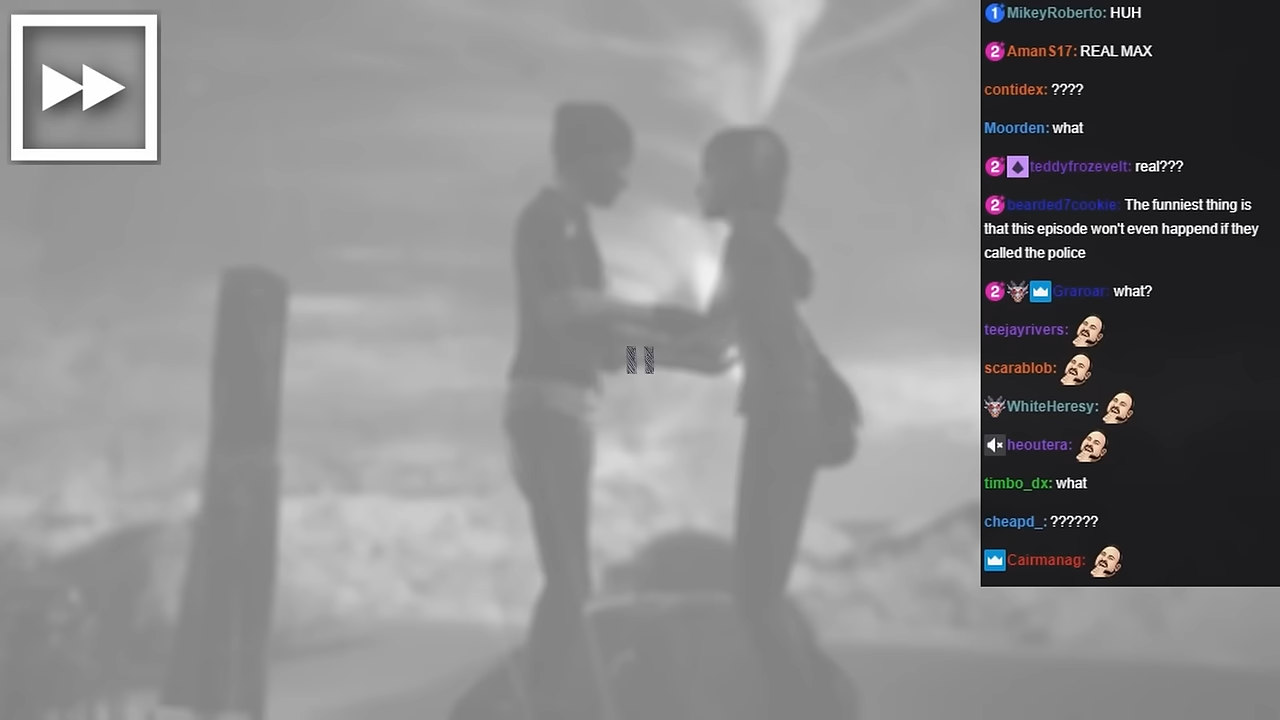 MikeyRoberto: HUH
AmanS17: REAL MAX
contidex: ????
Moorden: what
teddyfrozevelt: real???
bearded7cookie: The funniest thing is
that this episode won't even happend if they
called the police
Graroar: what?
teejayrivers:
scarablob:
WhiteHeresy:
heoutera:
timbo_dx: what
cheapd_: ??????
Cairmanag: